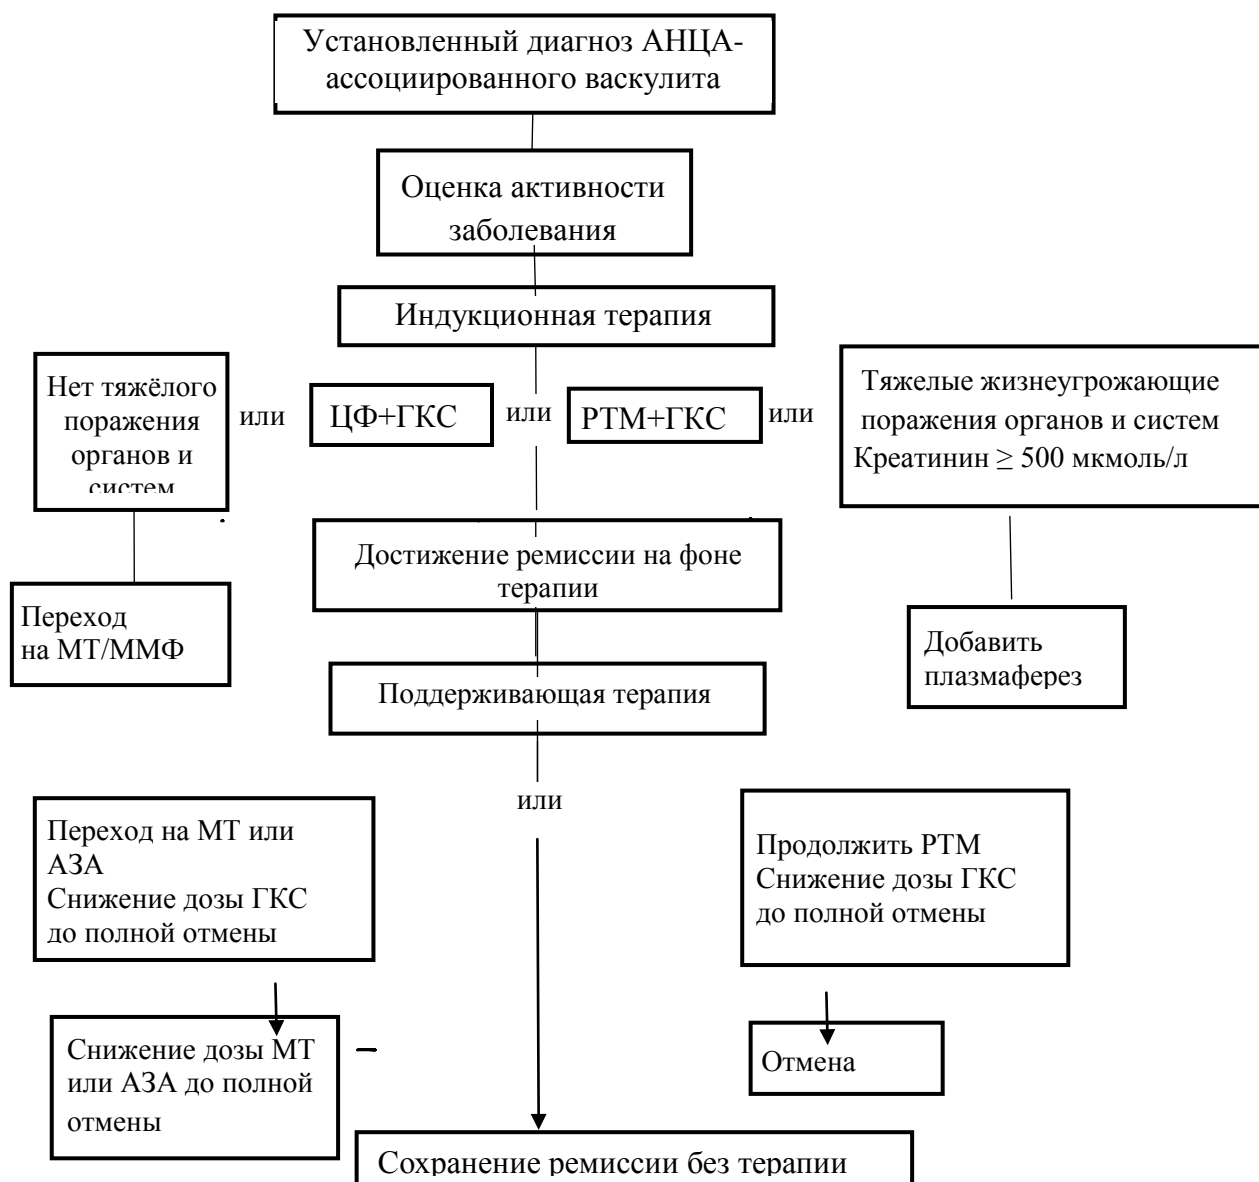 Установленный диагноз АНЦА-
ассоциированного васкулита
Оценка активности
заболевания
Индукционная терапия
Нет тяжёлого
поражения
органов и
систем
или
ЦФ+ГКС
или
РТМ+ГКС
или
Тяжелые жизнеугрожающие
поражения органов и систем
Креатинин ≥ 500 мкмоль/л
Достижение ремиссии на фоне
терапии
Переход
на МТ/ММФ
Добавить
плазмаферез
Поддерживающая терапия
или
Переход на МТ или
АЗА
Снижение дозы ГКС
до полной отмены
Продолжить РТМ
Снижение дозы ГКС
до полной отмены
Снижение дозы МТ
или АЗА до полной
отмены
Отмена
Сохранение ремиссии без терапии